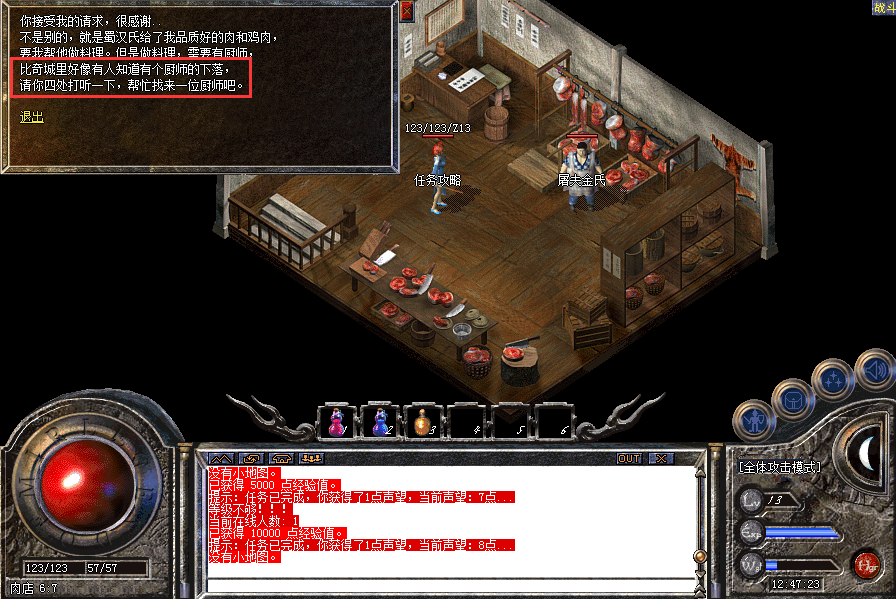 你接受我的请求，很感谢..
不是别的，就是蜀汉氏给了我品质好的肉和鸡肉，
要我帮他做料理。但是做料理，需要有厨师，
比奇城里好像有人知道有个厨师的下落，
请你四处打听一下，帮忙找来一位厨师吧。
退出
战斗
123/123/Z13
任务攻略
屠夫金氏
1
2
3
4
5
6
OUT
没有小地图。
已获得 5000 点经验值。
提示: 任务已完成，你获得了1点声望，当前声望: 7点...
等级不够！！！
当前在线人数: 1
已获得 10000 点经验值。
提示: 任务已完成，你获得了1点声望，当前声望: 8点...
没有小地图。
[全体攻击模式]
Lv 13
Exp
W
12:47:23
123/123
57/57
肉店 6:7